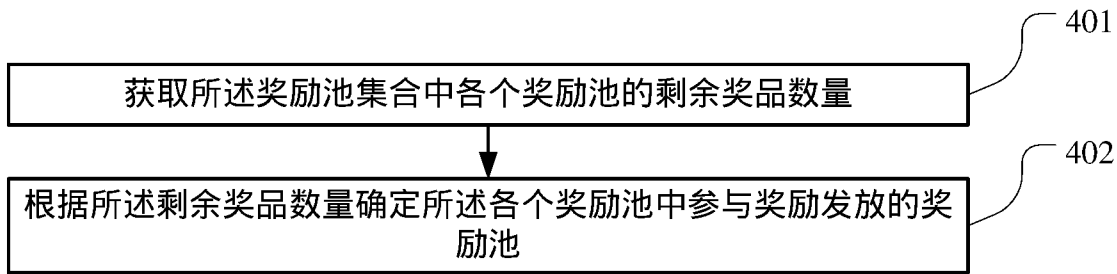 401
获取所述奖励池集合中各个奖励池的剩余奖品数量
402
根据所述剩余奖品数量确定所述各个奖励池中参与奖励发放的奖
励池